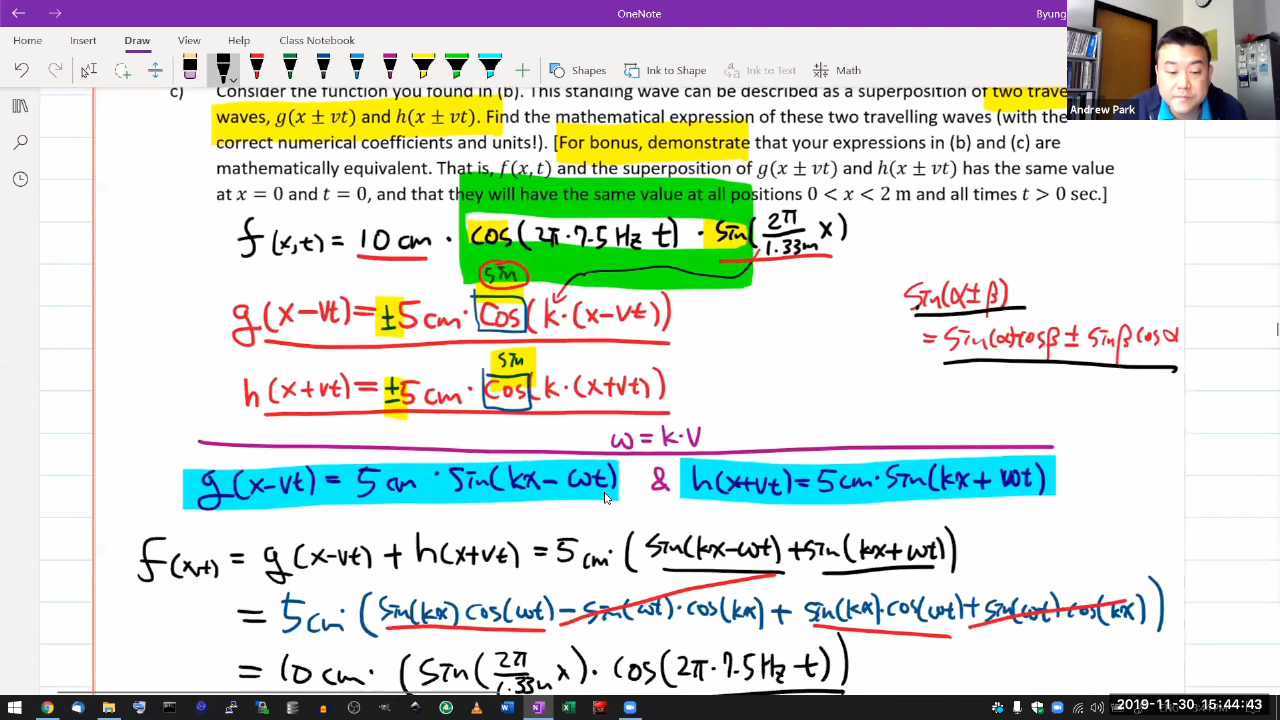 OneNote
Byung
Home Insert Draw View Help Class Notebook
Shapes Ink to Shape Ink to Text Math
Andrew Park
c) Consider the function you found in (b). This standing wave can be described as a superposition of two trave
waves, g(x ± vt) and h(x ± vt). Find the mathematical expression of these two travelling waves (with the
correct numerical coefficients and units!). [For bonus, demonstrate that your expressions in (b) and (c) are
mathematically equivalent. That is, f(x, t) and the superposition of g(x ± vt) and h(x ± vt) has the same value
at x = 0 and t = 0, and that they will have the same value at all positions 0 < x < 2 m and all times t > 0 sec.]
f(x,t) = 10 cm · cos(2π·7.5 Hz t) · sin(2π/1.33m x)
sin
g(x-vt) = ±5 cm · cos(k·(x-vt))
sin(α±β)
= sin(α)cosβ ± sinβ cosα
sin
h(x+vt) = ±5 cm · cos(k·(x+vt))
ω = k·v
g(x-vt) = 5 cm · sin(kx-ωt) & h(x+vt) = 5 cm · sin(kx+ωt)
f(x,t) = g(x-vt) + h(x+vt) = 5 cm · (sin(kx-ωt) + sin(kx+ωt))
= 5 cm · (sin(kx) cos(ωt) - sin(ωt)·cos(kx) + sin(kx)·cos(ωt) + sin(ωt) cos(kx))
= 10 cm · (sin(2π/1.33m x) · cos(2π·7.5 Hz t))
2019-11-30 15:44:43